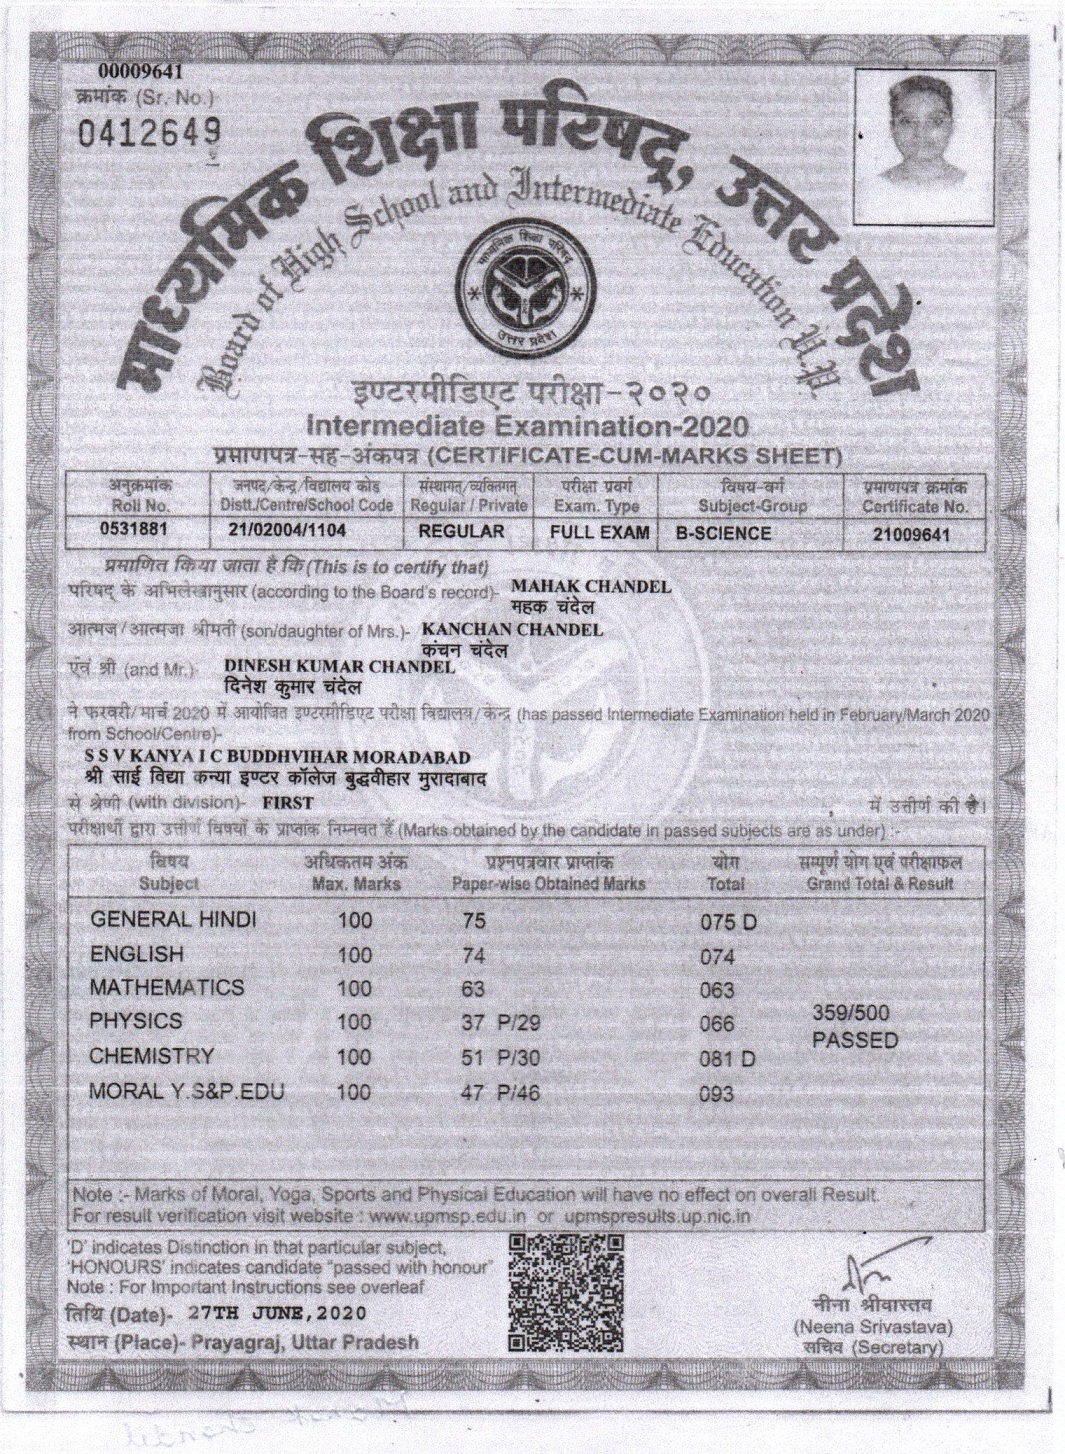 00009641
क्रमांक (Sr. No.)
0412649
माध्यमिक शिक्षा परिषद्, उत्तर प्रदेश
Board of High School and Intermediate Education U.P.
माध्यमिक शिक्षा परिषद
उत्तर प्रदेश
इण्टरमीडिएट परीक्षा-२०२०
Intermediate Examination-2020
प्रमाणपत्र-सह-अंकपत्र (CERTIFICATE-CUM-MARKS SHEET)
अनुक्रमांक जनपद/केन्द्र/विद्यालय कोड संस्थागत/व्यक्तिगत परीक्षा प्रवर्ग विषय-वर्ग प्रमाणपत्र क्रमांक
Roll No. Distt./Centre/School Code Regular / Private Exam. Type Subject-Group Certificate No.
0531881 21/02004/1104 REGULAR FULL EXAM B-SCIENCE 21009641
प्रमाणित किया जाता है कि (This is to certify that)
परिषद् के अभिलेखानुसार (according to the Board's record)- MAHAK CHANDEL
महक चंदेल
आत्मज/आत्मजा श्रीमती (son/daughter of Mrs.)- KANCHAN CHANDEL
कंचन चंदेल
एवं श्री (and Mr.)- DINESH KUMAR CHANDEL
दिनेश कुमार चंदेल
ने फरवरी/मार्च 2020 में आयोजित इण्टरमीडिएट परीक्षा विद्यालय/केन्द्र (has passed Intermediate Examination held in February/March 2020
from School/Centre)-
S S V KANYA I C BUDDHVIHAR MORADABAD
श्री साई विद्या कन्या इण्टर कॉलेज बुद्धवीहार मुरादाबाद
से श्रेणी (with division)- FIRST , में उत्तीर्ण की है।
परीक्षार्थी द्वारा उत्तीर्ण विषयों के प्राप्तांक निम्नवत हैं (Marks obtained by the candidate in passed subjects are as under) :-
विषय अधिकतम अंक प्रश्नपत्रवार प्राप्तांक योग सम्पूर्ण योग एवं परीक्षाफल
Subject Max. Marks Paper-wise Obtained Marks Total Grand Total & Result
GENERAL HINDI 100 75 075 D
ENGLISH 100 74 074
MATHEMATICS 100 63 063
PHYSICS 100 37 P/29 066 359/500
PASSED
CHEMISTRY 100 51 P/30 081 D
MORAL Y.S&P.EDU 100 47 P/46 093
Note :- Marks of Moral, Yoga, Sports and Physical Education will have no effect on overall Result.
For result verification visit website : www.upmsp.edu.in or upmspresults.up.nic.in
'D' indicates Distinction in that particular subject,
'HONOURS' indicates candidate "passed with honour"
Note : For Important Instructions see overleaf
तिथि (Date)- 27TH JUNE,2020
स्थान (Place)- Prayagraj, Uttar Pradesh
नीना श्रीवास्तव
(Neena Srivastava)
सचिव (Secretary)